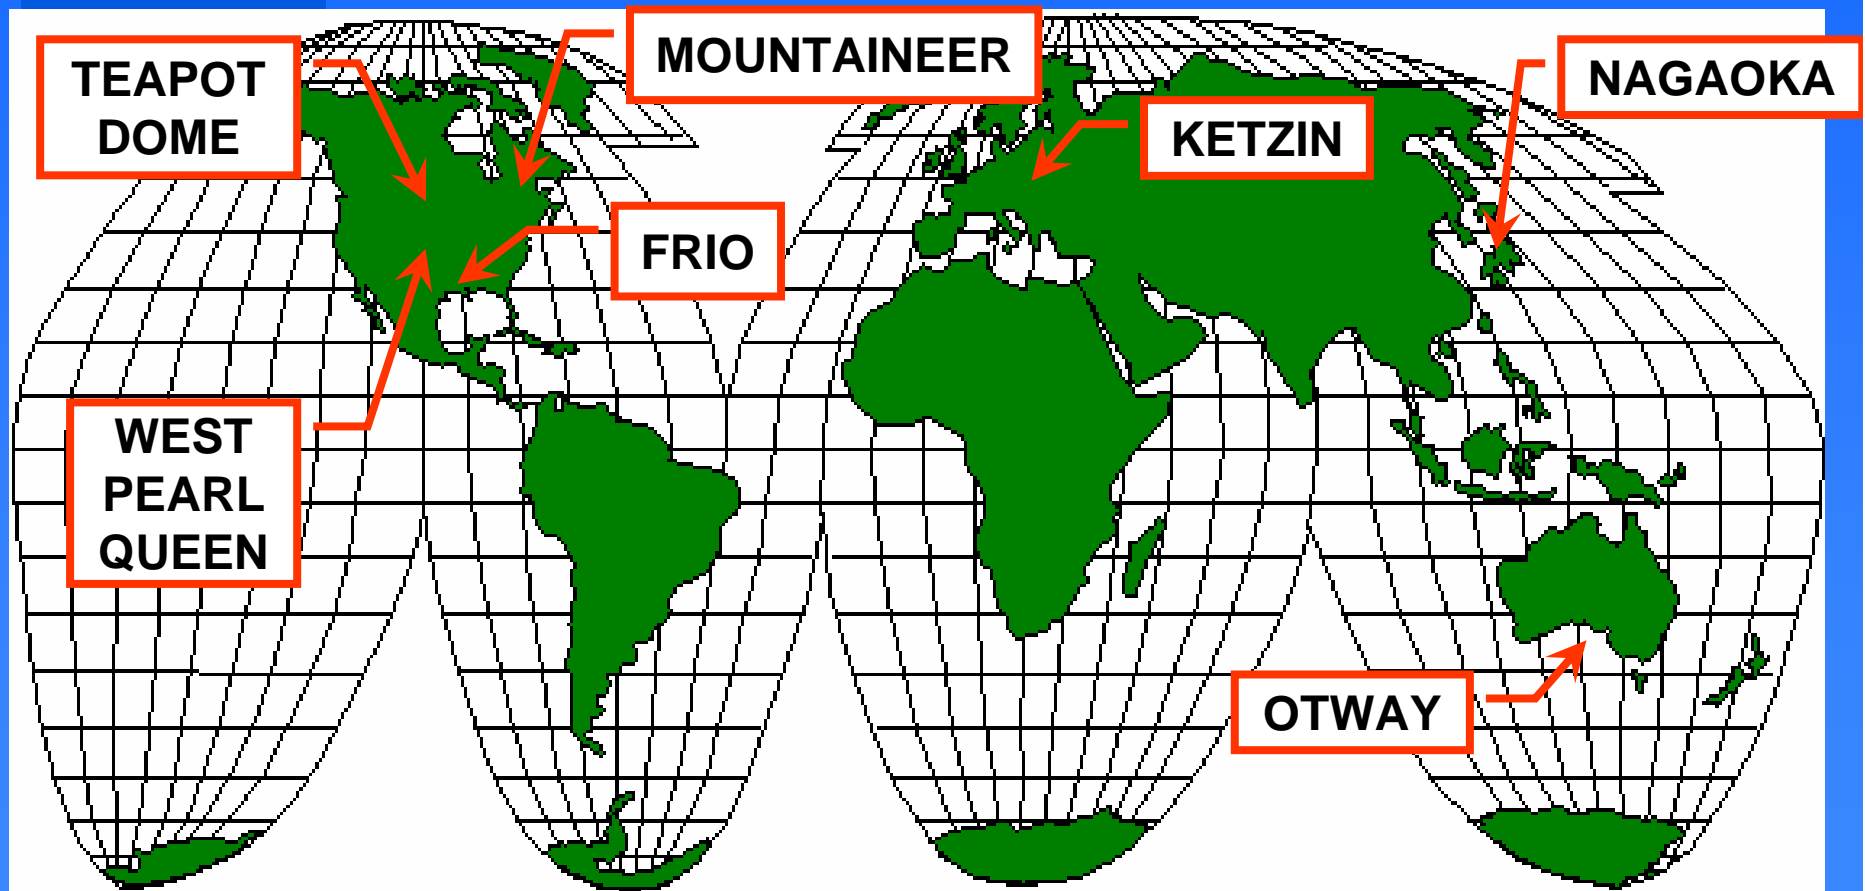 TEAPOT
DOME
MOUNTAINEER
NAGAOKA
KETZIN
FRIO
WEST
PEARL
QUEEN
OTWAY